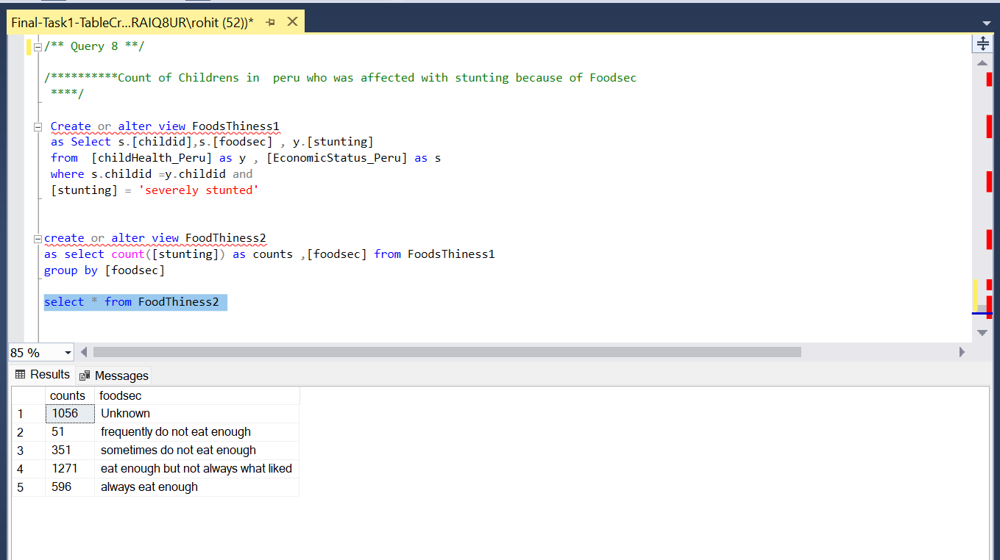 Final-Task1-TableCr...RAIQ8UR\rohit (52))*
/** Query 8 **/
/**********Count of Childrens in  peru who was affected with stunting because of Foodsec
****/
Create or alter view FoodsThiness1
as Select s.[childid],s.[foodsec] , y.[stunting]
from  [childHealth_Peru] as y , [EconomicStatus_Peru] as s
where s.childid =y.childid and
[stunting] = 'severely stunted'
create or alter view FoodThiness2
as select count([stunting]) as counts ,[foodsec] from FoodsThiness1
group by [foodsec]
select * from FoodThiness2
85 %
Results Messages
counts foodsec
1 1056 Unknown
2 51 frequently do not eat enough
3 351 sometimes do not eat enough
4 1271 eat enough but not always what liked
5 596 always eat enough